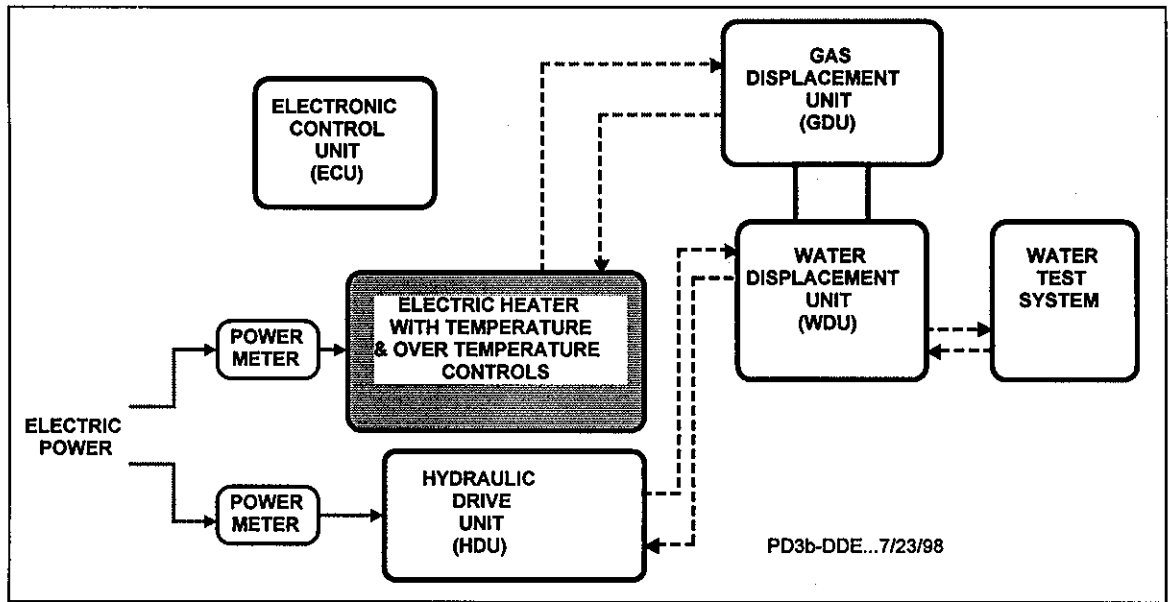 GAS
DISPLACEMENT
UNIT
(GDU)
ELECTRONIC
CONTROL
UNIT
(ECU)
WATER
DISPLACEMENT
UNIT
(WDU)
WATER
TEST
SYSTEM
ELECTRIC HEATER
WITH TEMPERATURE
& OVER TEMPERATURE
CONTROLS
POWER
METER
ELECTRIC
POWER
HYDRAULIC
DRIVE
UNIT
(HDU)
POWER
METER
PD3b-DDE...7/23/98